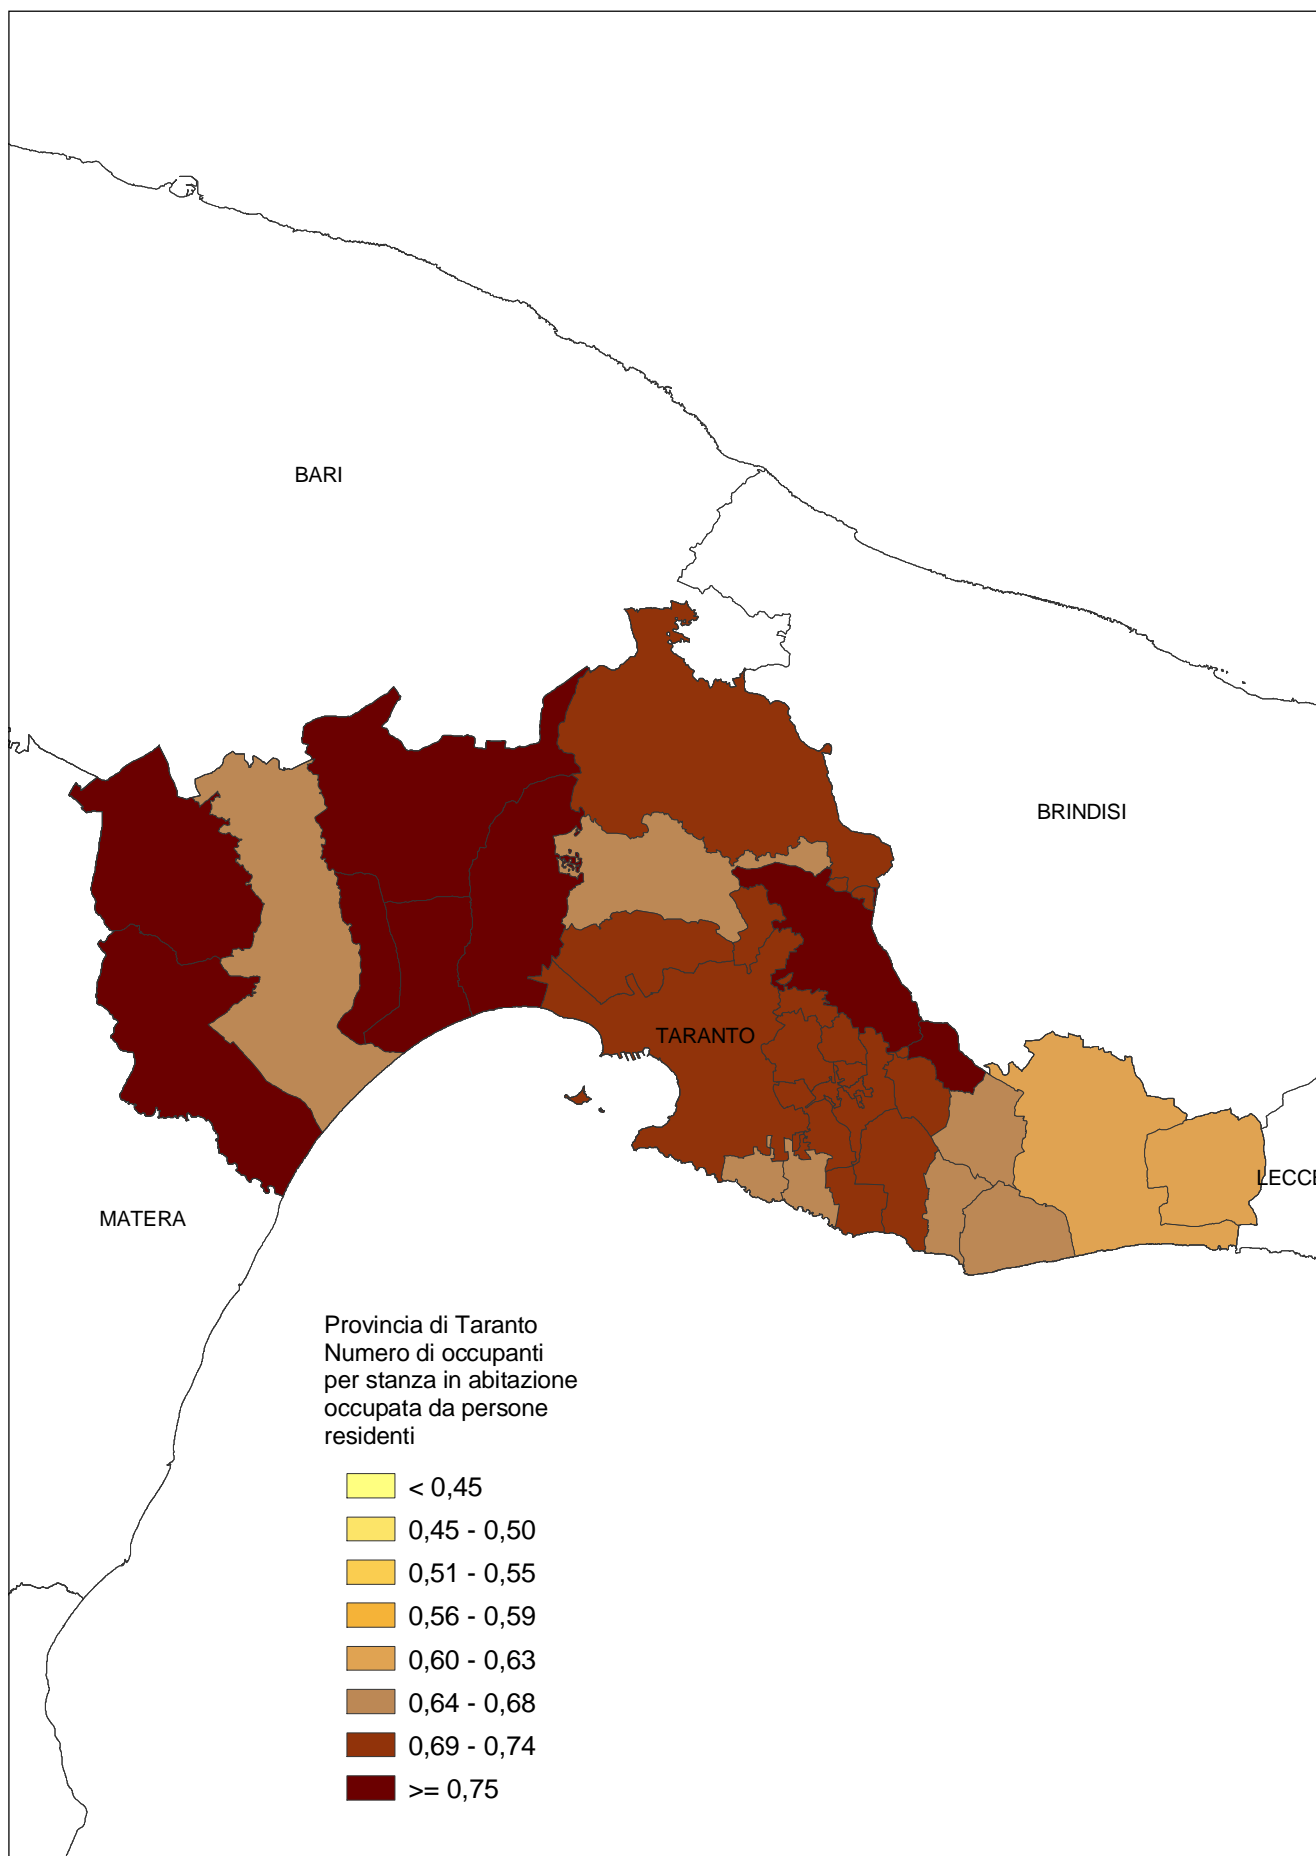 BARI
BRINDISI
TARANTO
LECCE
MATERA
Provincia di Taranto
Numero di occupanti
per stanza in abitazione
occupata da persone
residenti
< 0,45
0,45 - 0,50
0,51 - 0,55
0,56 - 0,59
0,60 - 0,63
0,64 - 0,68
0,69 - 0,74
>= 0,75